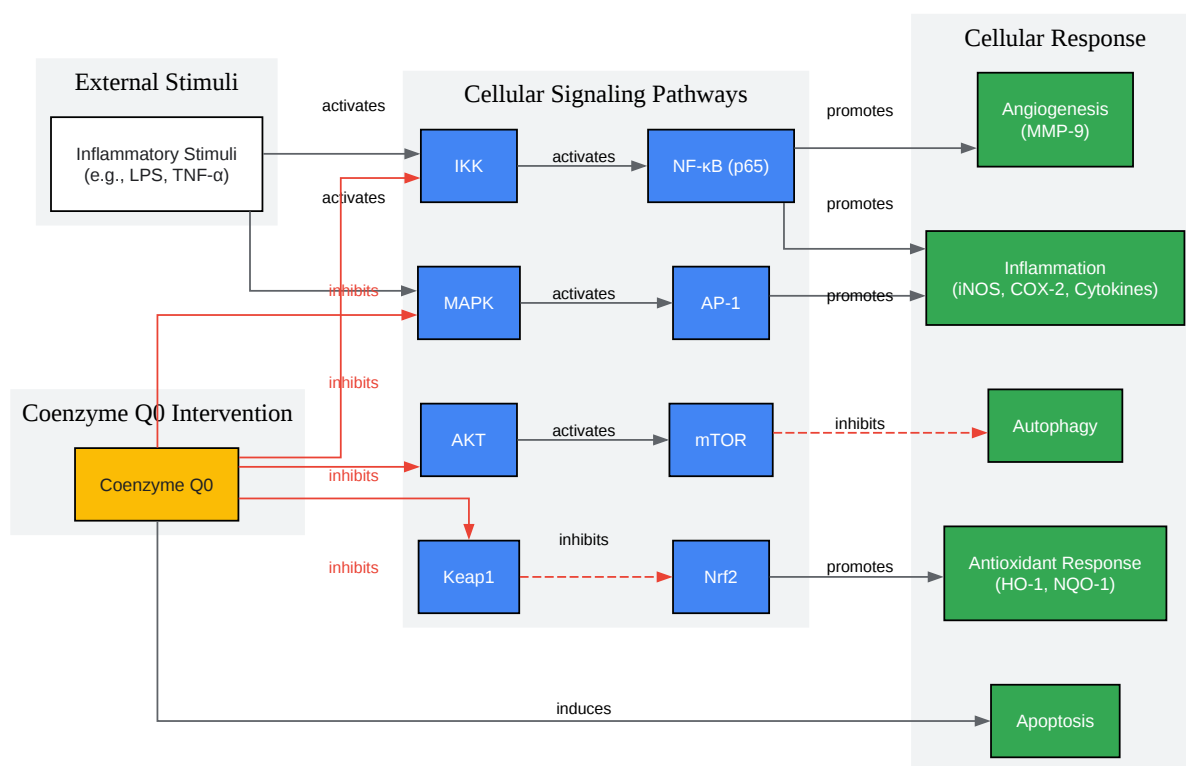 External Stimuli
Inflammatory Stimuli
(e.g., LPS, TNF-α)
Coenzyme Q0 Intervention
Coenzyme Q0
activates
activates
inhibits
inhibits
inhibits
inhibits
Cellular Signaling Pathways
IKK
activates
NF-κB (p65)
MAPK
activates
AP-1
AKT
activates
mTOR
Keap1
inhibits
Nrf2
induces
promotes
promotes
promotes
inhibits
promotes
Cellular Response
Angiogenesis
(MMP-9)
Inflammation
(iNOS, COX-2, Cytokines)
Autophagy
Antioxidant Response
(HO-1, NQO-1)
Apoptosis